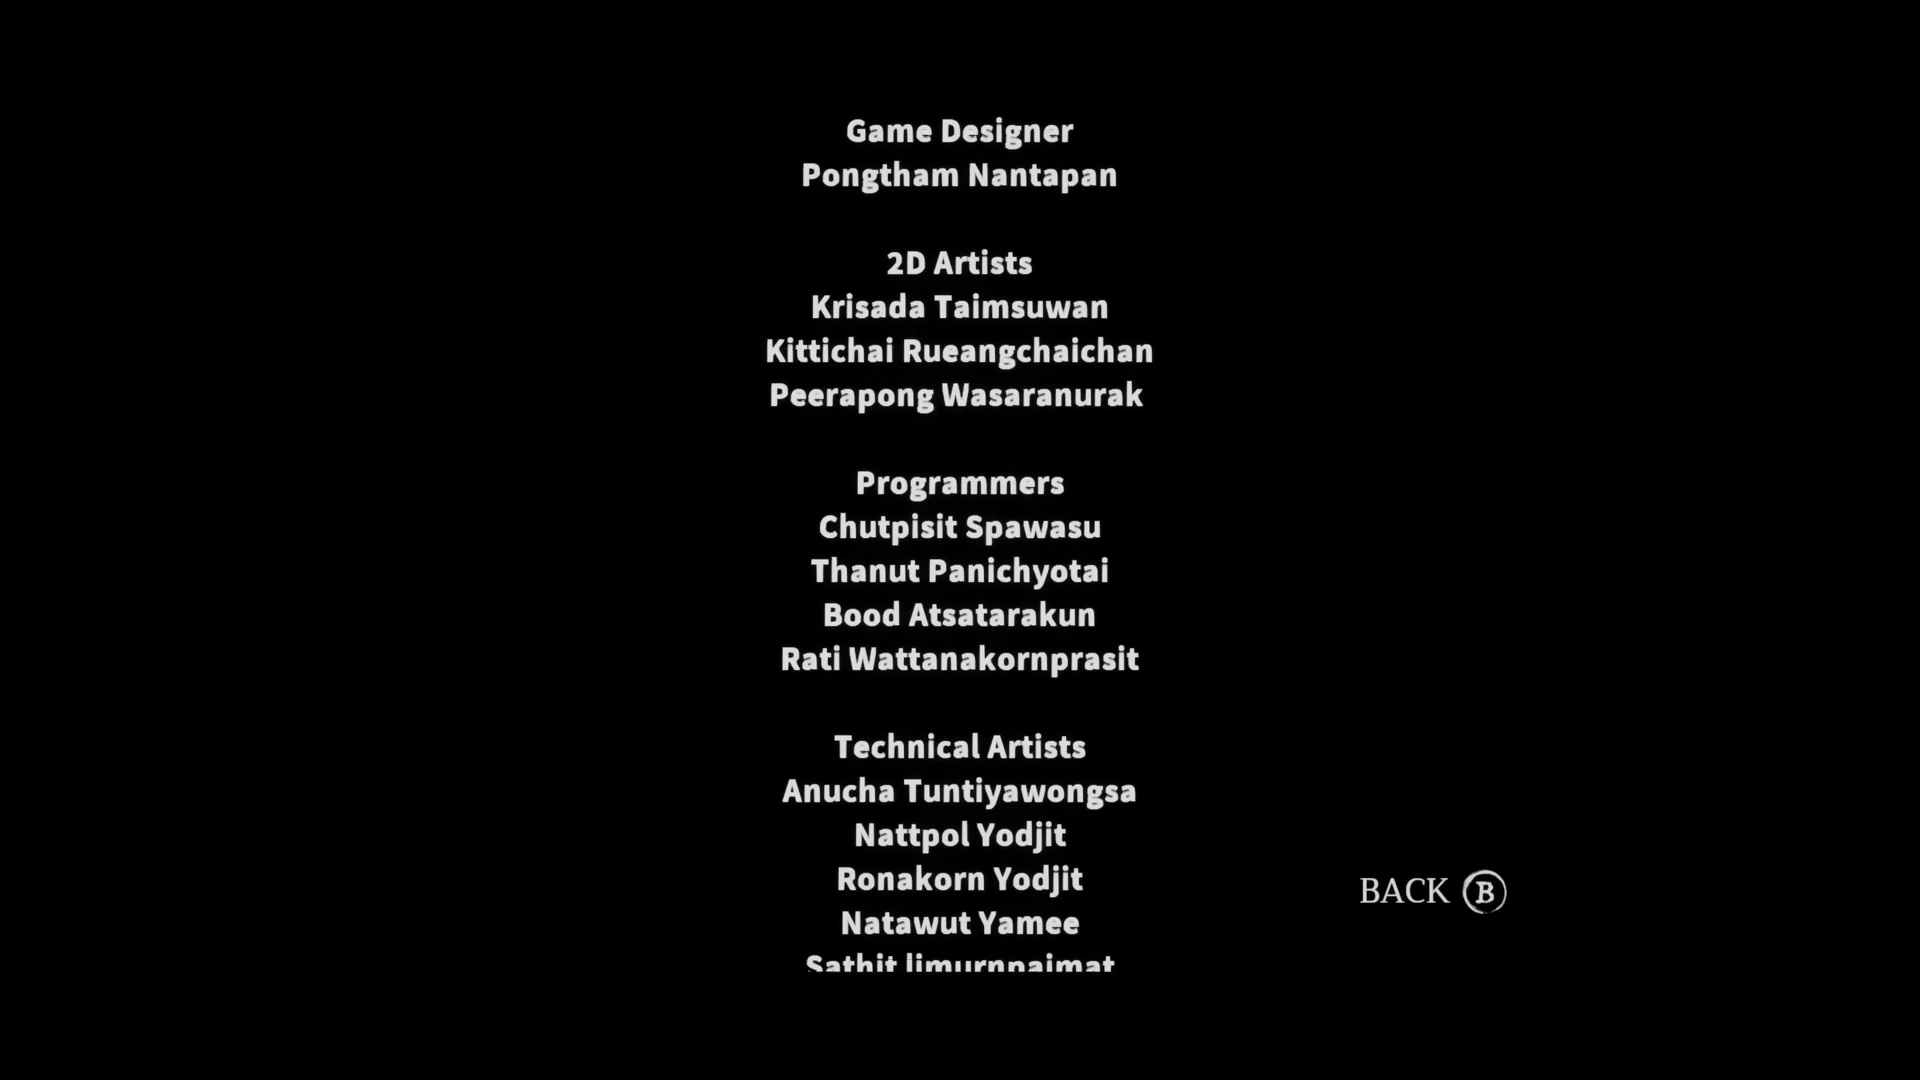 Game Designer
Pongtham Nantapan
2D Artists
Krisada Taimsuwan
Kittichai Rueangchaichan
Peerapong Wasaranurak
Programmers
Chutpisit Spawasu
Thanut Panichyotai
Bood Atsatarakun
Rati Wattanakornprasit
Technical Artists
Anucha Tuntiyawongsa
Nattpol Yodjit
Ronakorn Yodjit
Natawut Yamee
Sathit
BACK B